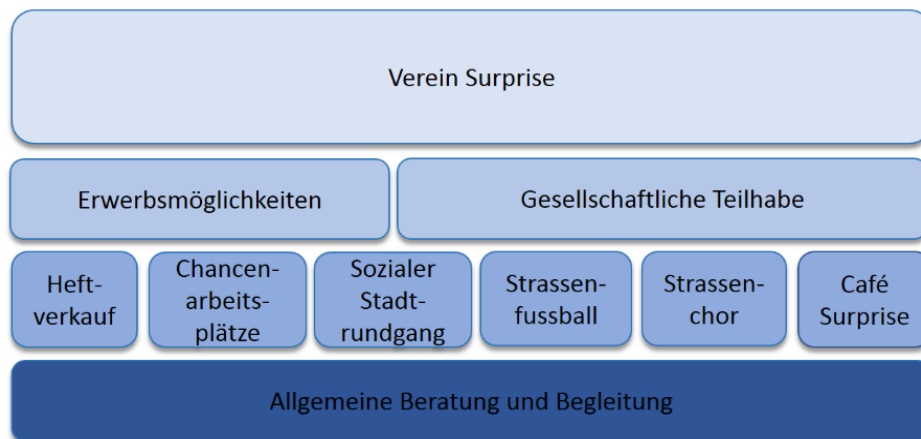 Verein Surprise
Erwerbsmöglichkeiten
Gesellschaftliche Teilhabe
Heft-
verkauf
Chancen-
arbeits-
plätze
Sozialer
Stadt-
rundgang
Strassen-
fussball
Strassen-
chor
Café
Surprise
Allgemeine Beratung und Begleitung